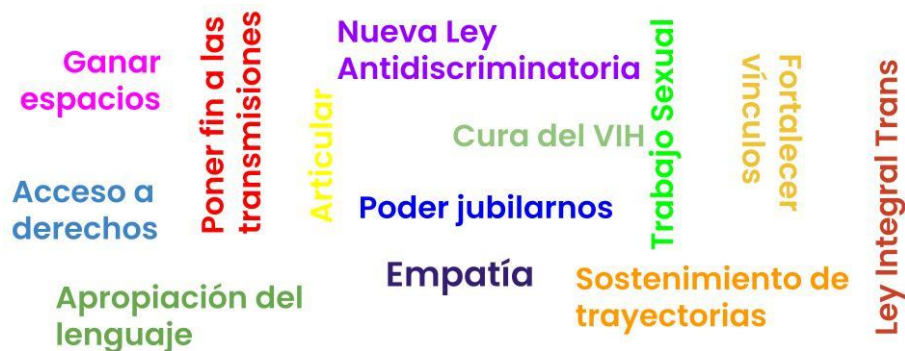 Ganar
espacios
Poner fin a las
transmisiones
Nueva Ley
Antidiscriminatoria
Articular
Cura del VIH
Trabajo Sexual
Fortalecer
vínculos
Ley Integral Trans
Acceso a
derechos
Poder jubilarnos
Empatía
Apropiación del
lenguaje
Sostenimiento de
trayectorias